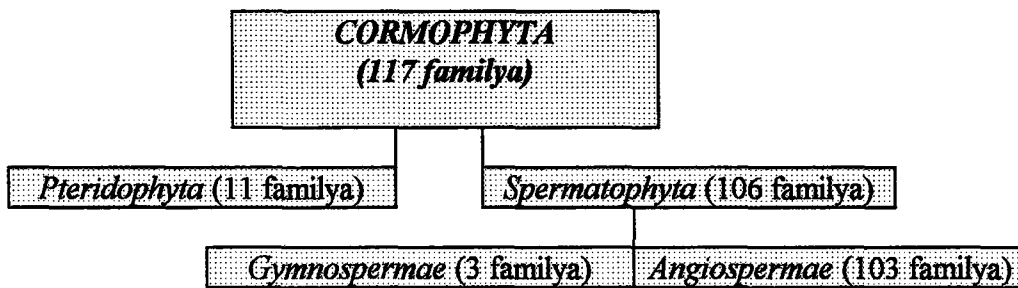 CORMOPHYTA
(117 familya)
Pteridophyta (11 familya)
Spermatophyta (106 familya)
Gymnospermae (3 familya)
Angiospermae (103 familya)